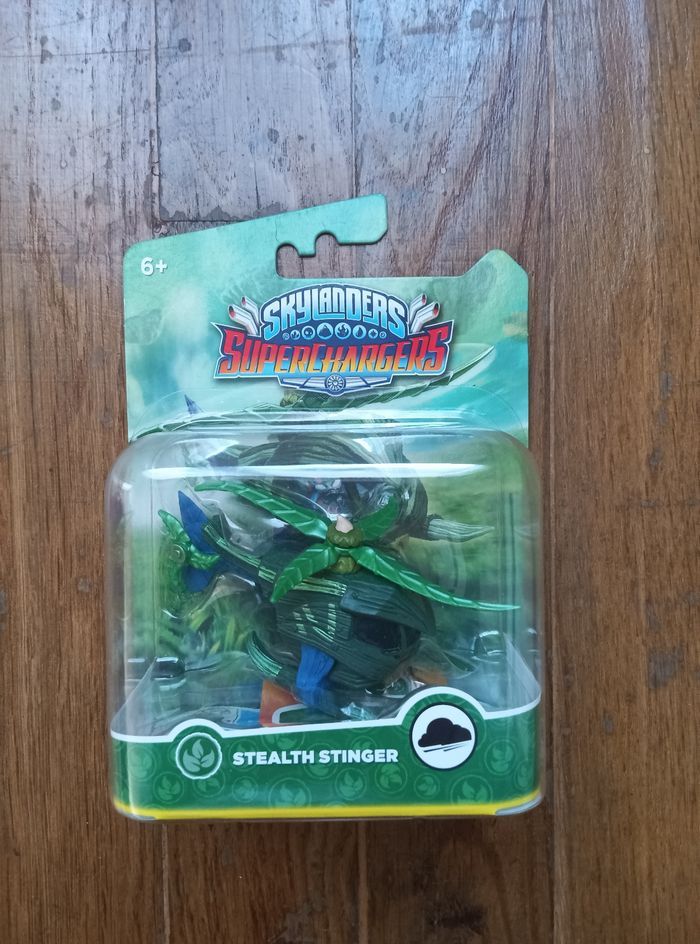 6+
SKYLANDERS
SUPERCHARGERS
STEALTH STINGER